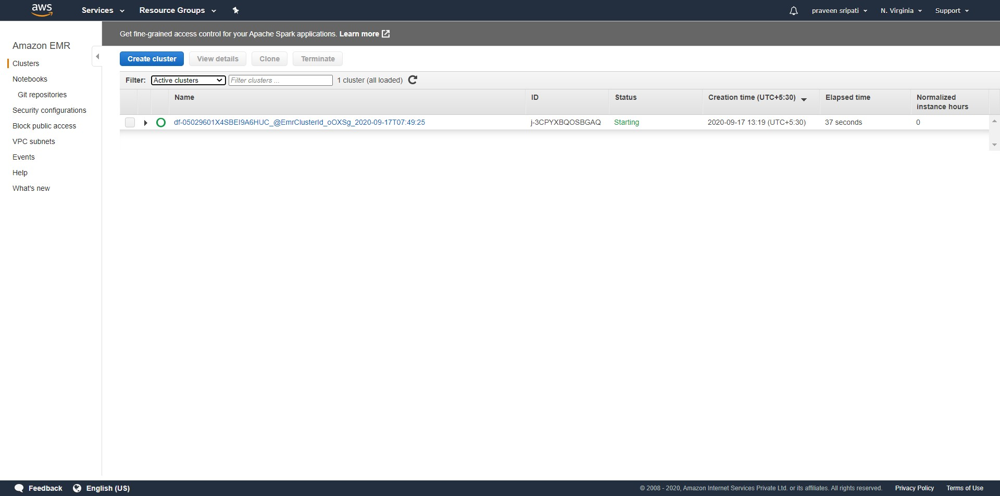 aws Services Resource Groups praveen sripati N. Virginia Support
Get fine-grained access control for your Apache Spark applications. Learn more
Amazon EMR
Clusters
Notebooks
Git repositories
Security configurations
Block public access
VPC subnets
Events
Help
What's new
Create cluster View details Clone Terminate
Filter: Active clusters Filter clusters ... 1 cluster (all loaded)
Name ID Status Creation time (UTC+5:30) Elapsed time Normalized
instance hours
df-05029601X4SBEI9A6HUC_@EmrClusterId_oOXSg_2020-09-17T07:49:25 j-3CPYXBQOSBGAQ Starting 2020-09-17 13:19 (UTC+5:30) 37 seconds 0
Feedback English (US) © 2008 - 2020, Amazon Internet Services Private Ltd. or its affiliates. All rights reserved. Privacy Policy Terms of Use